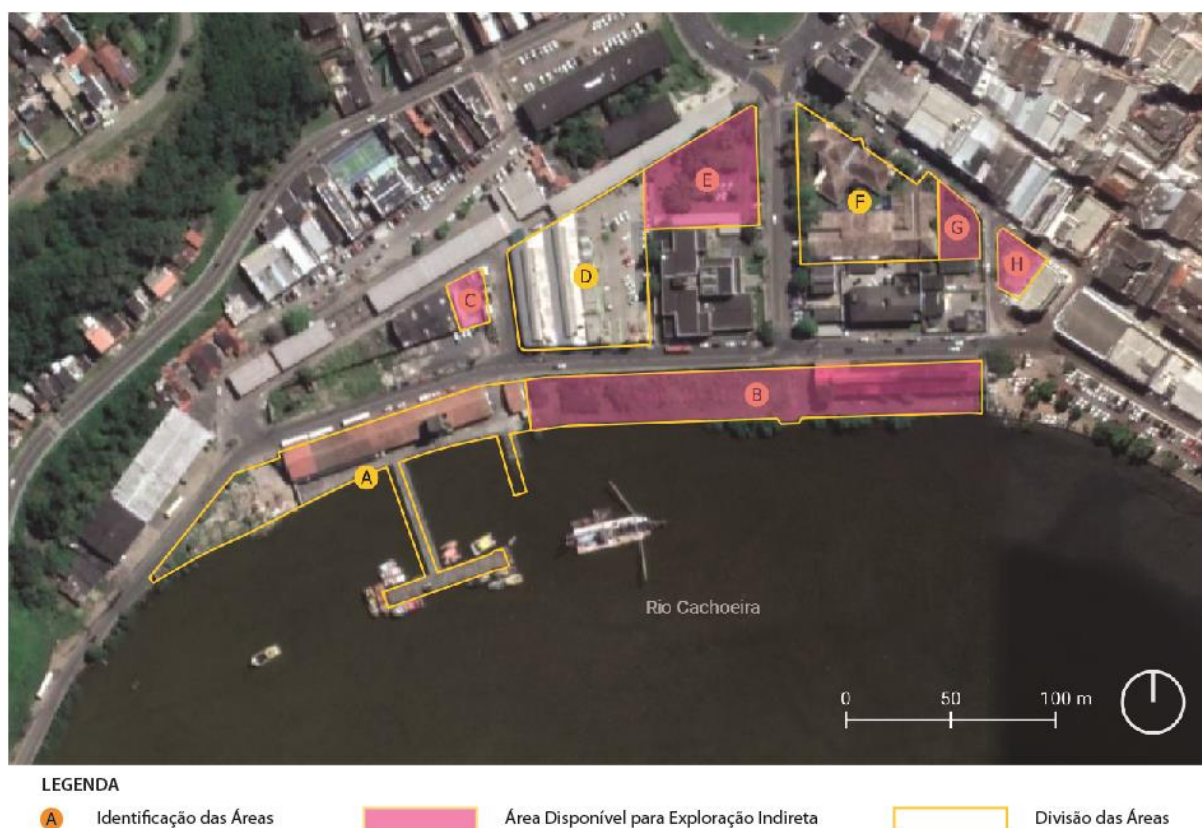 E
F
G
D
H
C
B
A
Rio Cachoeira
0 50 100 m
LEGENDA
A Identificação das Áreas Área Disponível para Exploração Indireta Divisão das Áreas